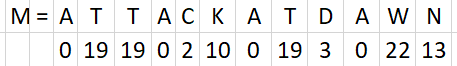 M = A T T A C K A T D A W N
0 19 19 0 2 10 0 19 3 0 22 13